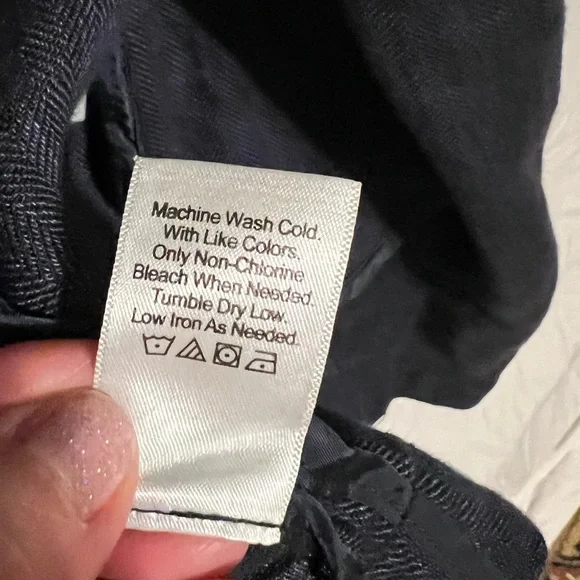 Machine Wash Cold.
With Like Colors.
Only Non-Chlorine
Bleach When Needed.
Tumble Dry Low.
Low Iron As Needed.